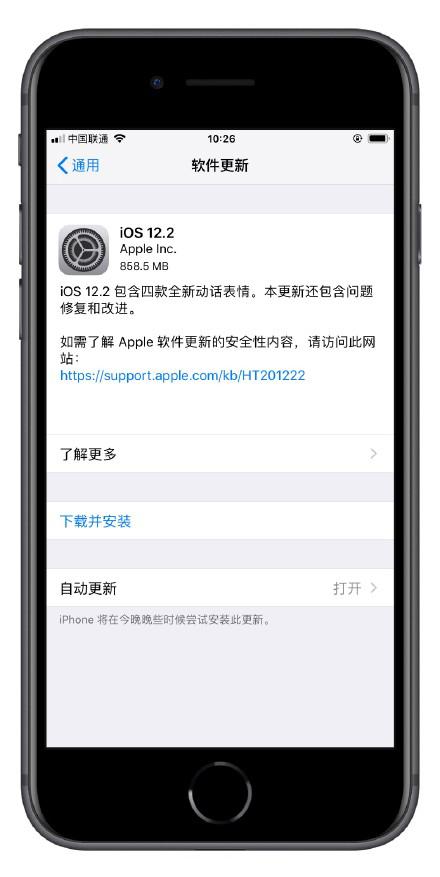 中国联通 10:26
通用 软件更新
iOS 12.2
Apple Inc.
858.5 MB
iOS 12.2 包含四款全新动话表情。本更新还包含问题
修复和改进。
如需了解 Apple 软件更新的安全性内容，请访问此网
站：
https://support.apple.com/kb/HT201222
了解更多
下载并安装
自动更新 打开
iPhone 将在今晚晚些时候尝试安装此更新。